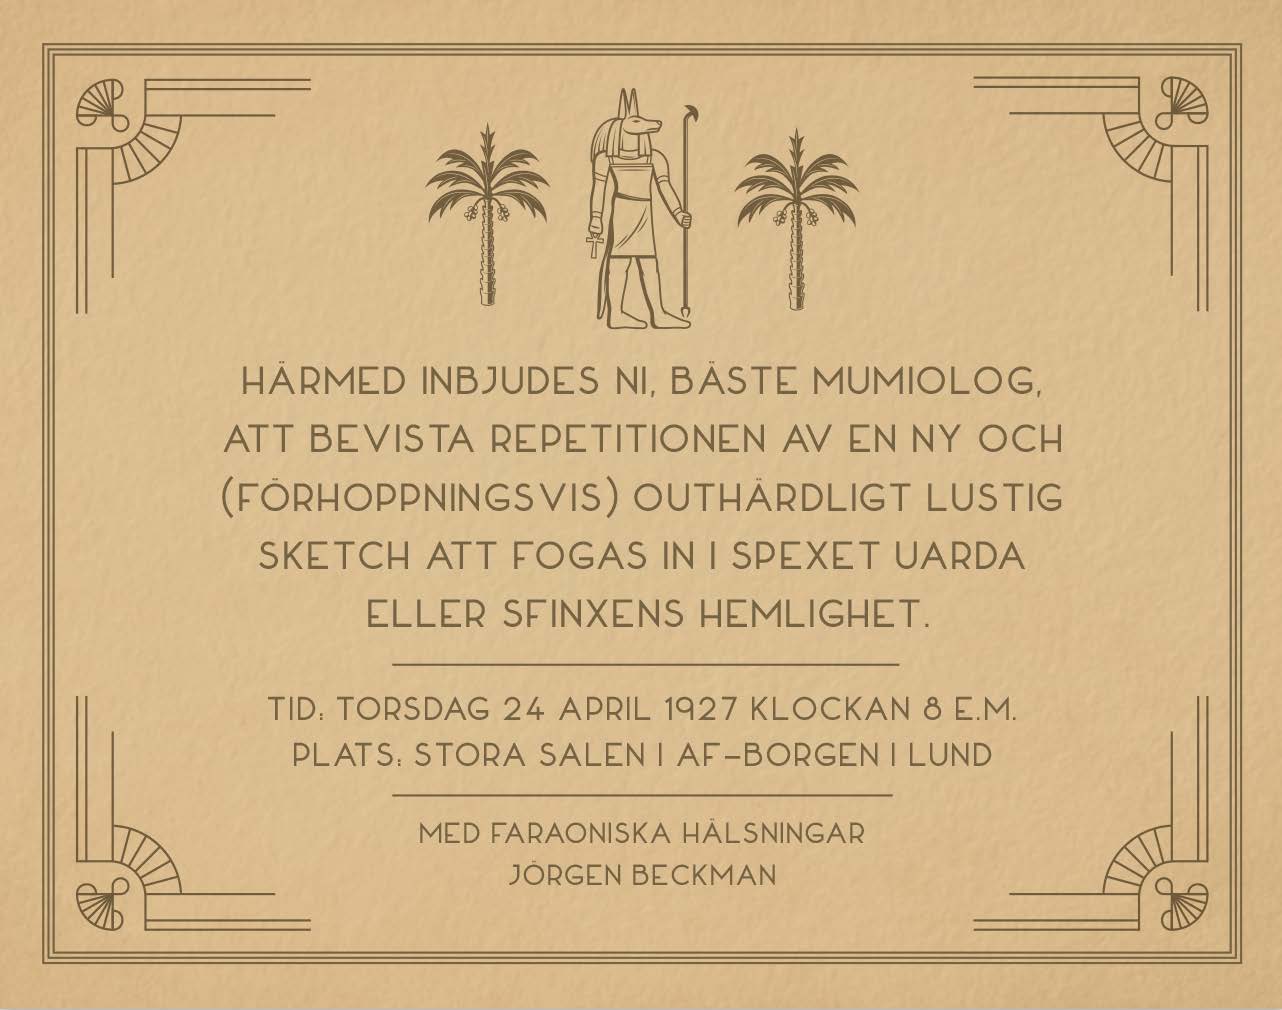 HÄRMED INBJUDES NI, BÄSTE MUMIOLOG,
ATT BEVISTA REPETITIONEN AV EN NY OCH
(FÖRHOPPNINGSVIS) OUTHÄRDLIGT LUSTIG
SKETCH ATT FOGAS IN I SPEXET UARDA
ELLER SFINXENS HEMLIGHET.
TID: TORSDAG 24 APRIL 1927 KLOCKAN 8 E.M.
PLATS: STORA SALEN I AF-BORGEN I LUND
MED FARAONISKA HÄLSNINGAR
JÖRGEN BECKMAN